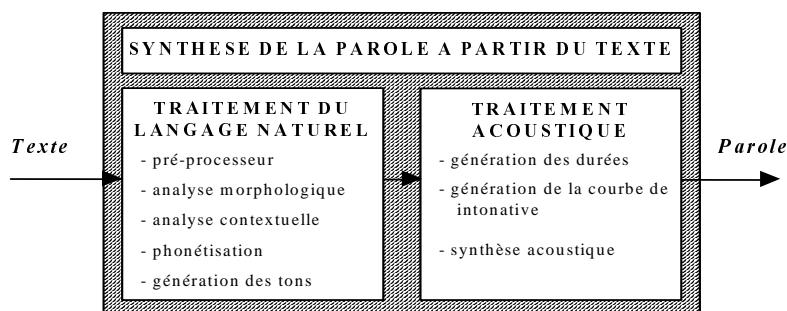 SYNTHESE DE LA PAROLE A PARTIR DU TEXTE
Texte
TRAITEMENT DU
LANGAGE NATUREL
- pré-processeur
- analyse morphologique
- analyse contextuelle
- phonétisation
- génération des tons
TRAITEMENT
ACOUSTIQUE
- génération des durées
- génération de la courbe de
intonative
- synthèse acoustique
Parole